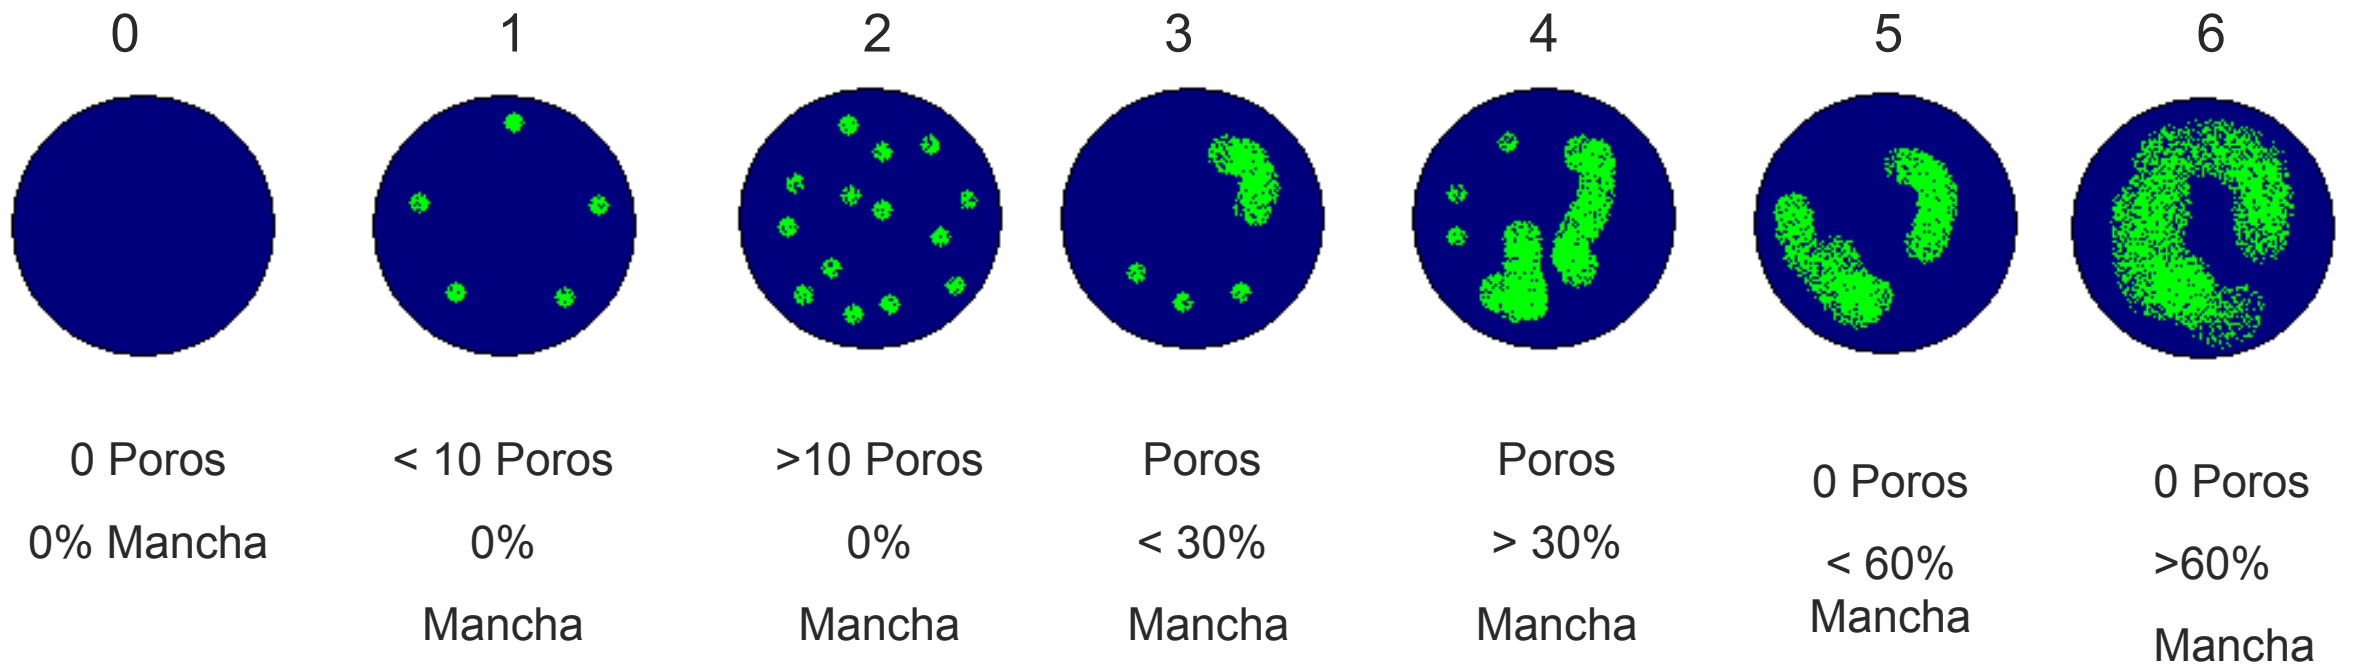 0 1 2 3 4 5 6
0 Poros < 10 Poros >10 Poros Poros Poros 0 Poros 0 Poros
0% Mancha 0% 0% < 30% > 30% < 60% >60%
Mancha Mancha Mancha Mancha Mancha Mancha